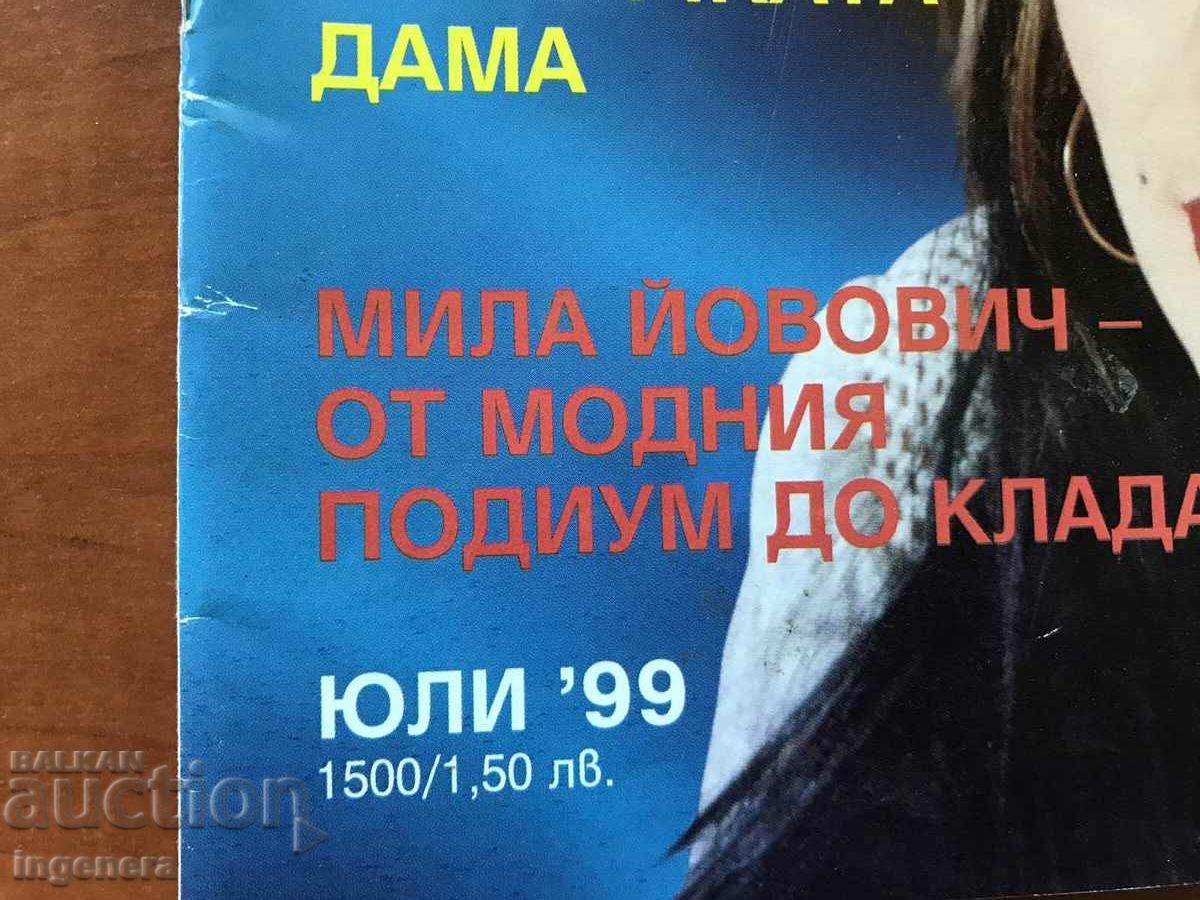 ДАМА
МИЛА ЙОВОВИЧ –
ОТ МОДНИЯ
ПОДИУМ ДО КЛАДА
ЮЛИ ’99
1500/1,50 лв.
BALKAN
auction
ingenera